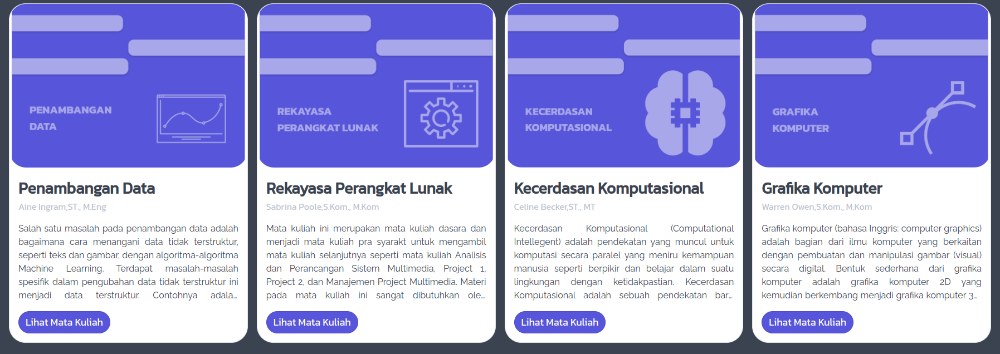 PENAMBANGAN
DATA
Penambangan Data
Aine Ingram,ST., M.Eng
Salah satu masalah pada penambangan data adalah
bagaimana cara menangani data tidak terstruktur,
seperti teks dan gambar, dengan algoritma-algoritma
Machine Learning. Terdapat masalah-masalah
spesifik dalam pengubahan data tidak terstruktur ini
menjadi data terstruktur. Contohnya adala…
Lihat Mata Kuliah
REKAYASA
PERANGKAT LUNAK
Rekayasa Perangkat Lunak
Sabrina Poole,S.Kom., M.Kom
Mata kuliah ini merupakan mata kuliah dasara dan
menjadi mata kuliah pra syarakt untuk mengambil
mata kuliah selanjutnya seperti mata kuliah Analisis
dan Perancangan Sistem Multimedia, Project 1,
Project 2, dan Manajemen Project Multimedia. Materi
pada mata kuliah ini sangat dibutuhkan ole…
Lihat Mata Kuliah
KECERDASAN
KOMPUTASIONAL
Kecerdasan Komputasional
Celine Becker,ST., MT
Kecerdasan Komputasional (Computational
Intellegent) adalah pendekatan yang muncul untuk
komputasi secara paralel yang meniru kemampuan
manusia seperti berpikir dan belajar dalam suatu
lingkungan dengan ketidakpastian. Kecerdasan
Komputasional adalah sebuah pendekatan bar…
Lihat Mata Kuliah
GRAFIKA
KOMPUTER
Grafika Komputer
Warren Owen,S.Kom., M.Kom
Grafika komputer (bahasa Inggris: computer graphics)
adalah bagian dari ilmu komputer yang berkaitan
dengan pembuatan dan manipulasi gambar (visual)
secara digital. Bentuk sederhana dari grafika
komputer adalah grafika komputer 2D yang
kemudian berkembang menjadi grafika komputer 3…
Lihat Mata Kuliah